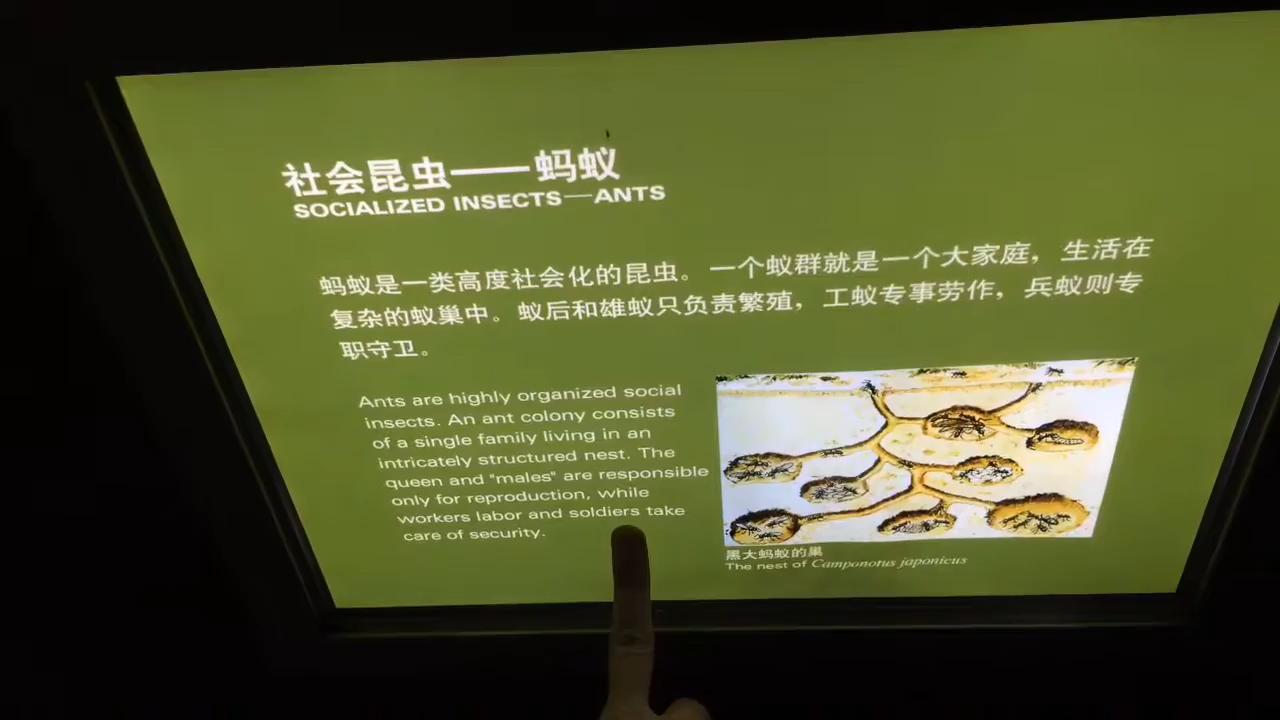 社会昆虫——蚂蚁
SOCIALIZED INSECTS—ANTS
蚂蚁是一类高度社会化的昆虫。一个蚁群就是一个大家庭，生活在
复杂的蚁巢中。蚁后和雄蚁只负责繁殖，工蚁专事劳作，兵蚁则专
职守卫。
Ants are highly organized social
insects. An ant colony consists
of a single family living in an
intricately structured nest. The
queen and "males" are responsible
only for reproduction, while
workers labor and soldiers take
care of security.
黑大蚂蚁的巢
The nest of Camponotus japonicus